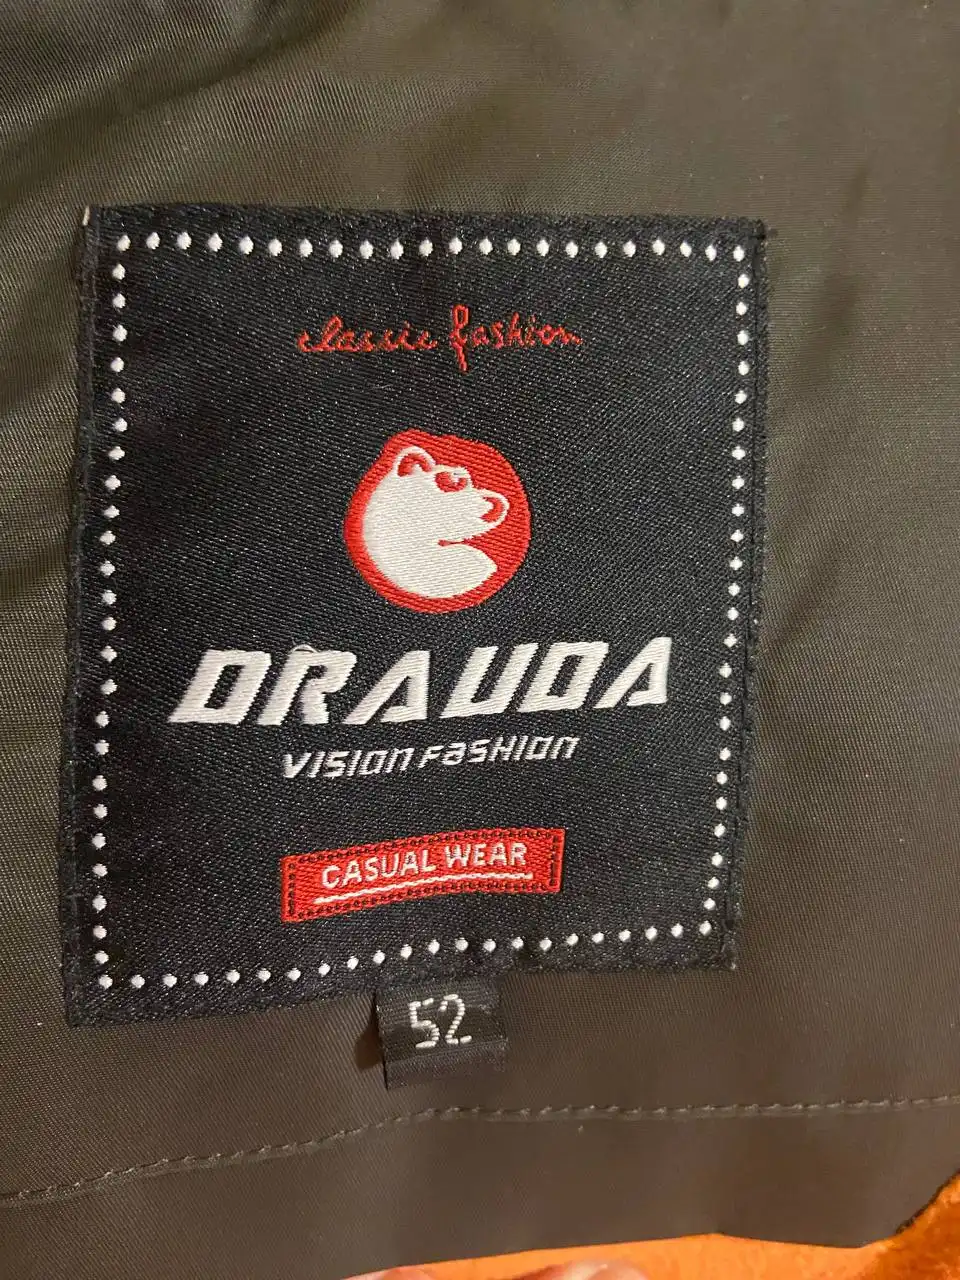 classic fashion
DRAUDA
VISION FASHION
CASUAL WEAR
52